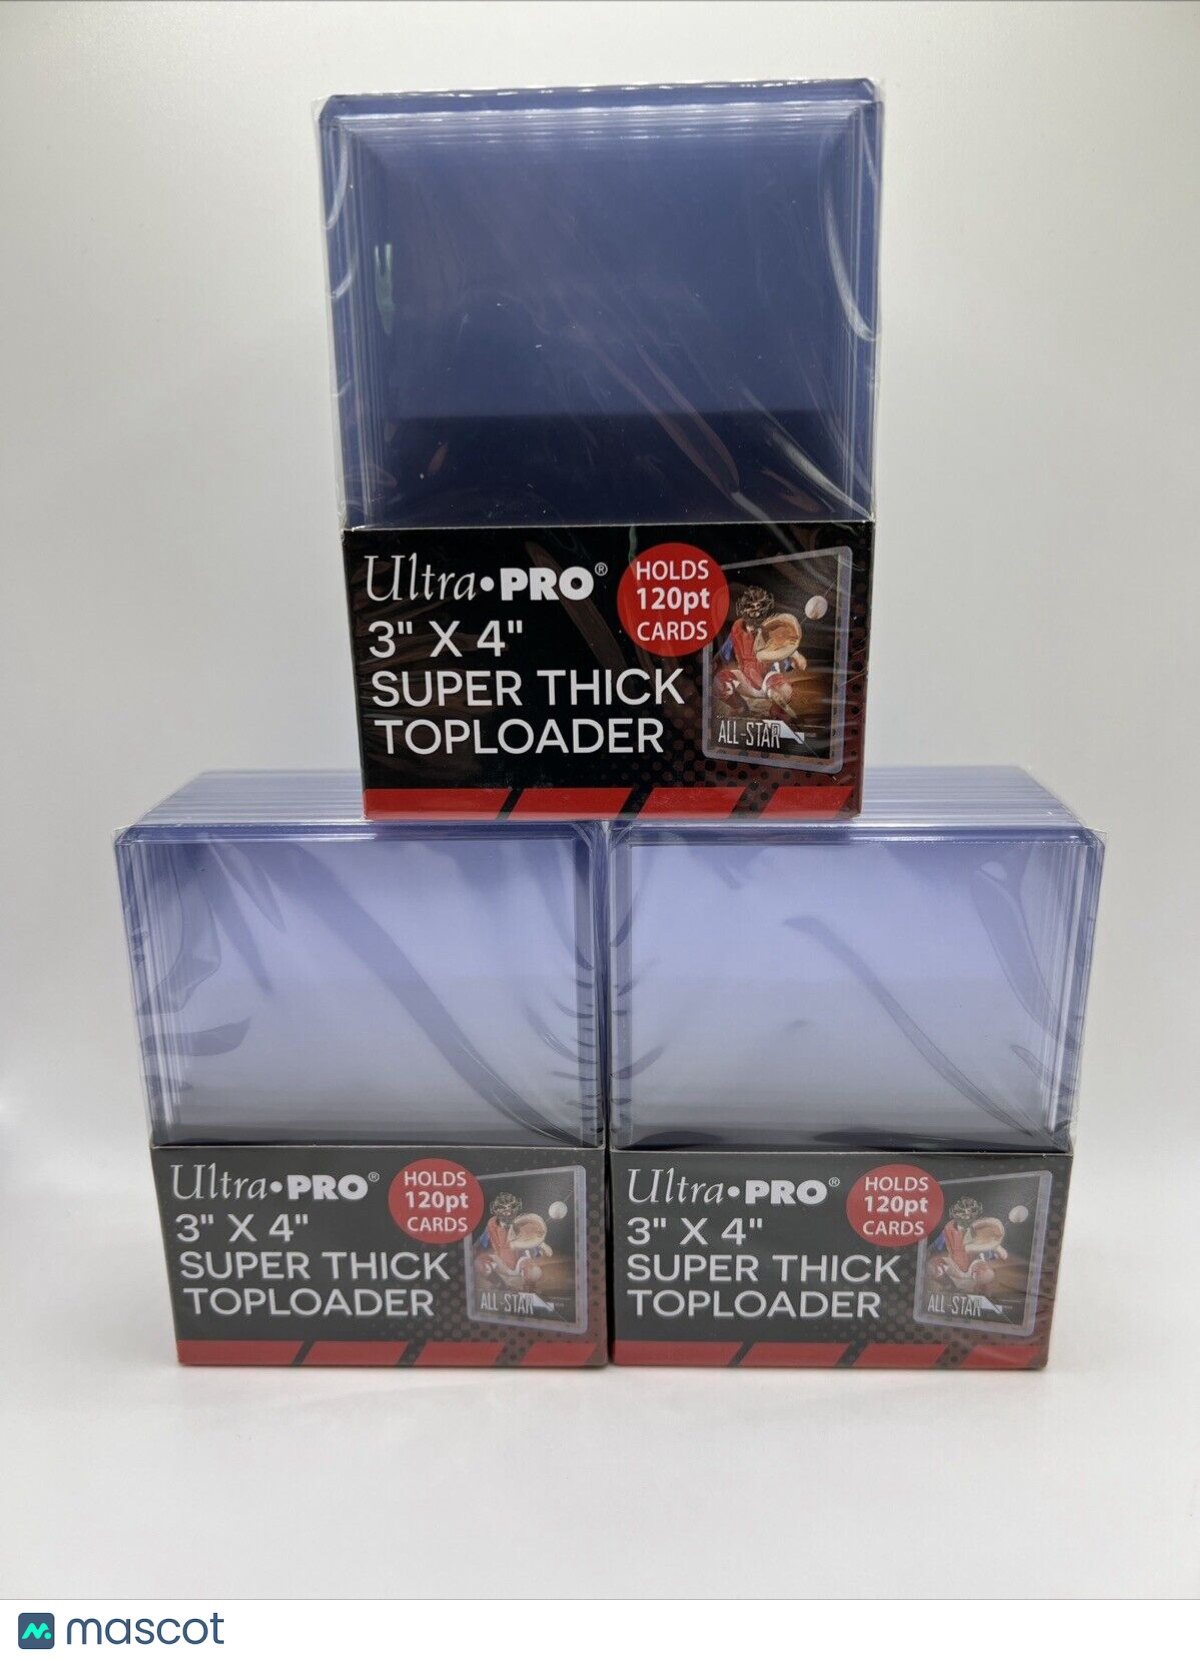 Ultra•PRO®
HOLDS
120pt
CARDS
3" X 4"
SUPER THICK
TOPLOADER
ALL-STAR
Ultra•PRO®
HOLDS
120pt
CARDS
3" X 4"
SUPER THICK
TOPLOADER
ALL-STAR
Ultra•PRO®
HOLDS
120pt
CARDS
3" X 4"
SUPER THICK
TOPLOADER
ALL-STAR
mascot